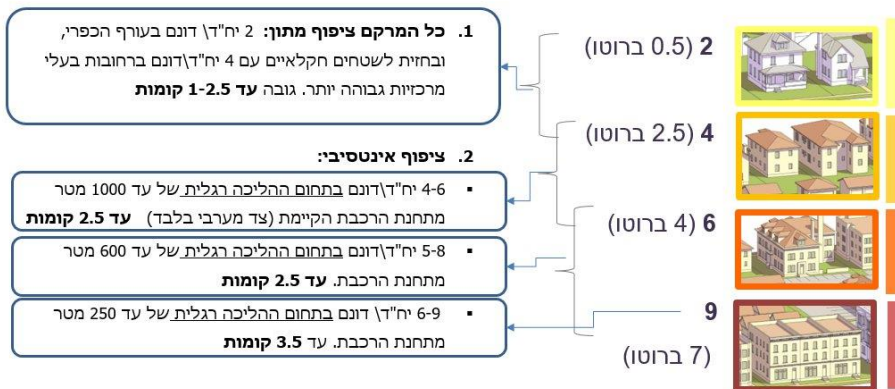 1. כל המרקם ציפוף מתון: 2 יח"ד\ דונם בעורף הכפרי,
ובחזית לשטחים חקלאיים עם 4 יח"ד\דונם ברחובות בעלי
מרכזיות גבוהה יותר. גובה עד 1-2.5 קומות
2. ציפוף אינטסיבי:
▪ 4-6 יח"ד\דונם בתחום ההליכה רגלית של עד 1000 מטר
מתחנת הרכבת הקיימת (צד מערבי בלבד) עד 2.5 קומות
▪ 5-8 יח"ד\דונם בתחום ההליכה רגלית של עד 600 מטר
מתחנת הרכבת. עד 2.5 קומות
▪ 6-9 יח"ד\ דונם בתחום ההליכה רגלית של עד 250 מטר
מתחנת הרכבת. עד 3.5 קומות
2 (0.5 ברוטו)
4 (2.5 ברוטו)
6 (4 ברוטו)
9
(7 ברוטו)